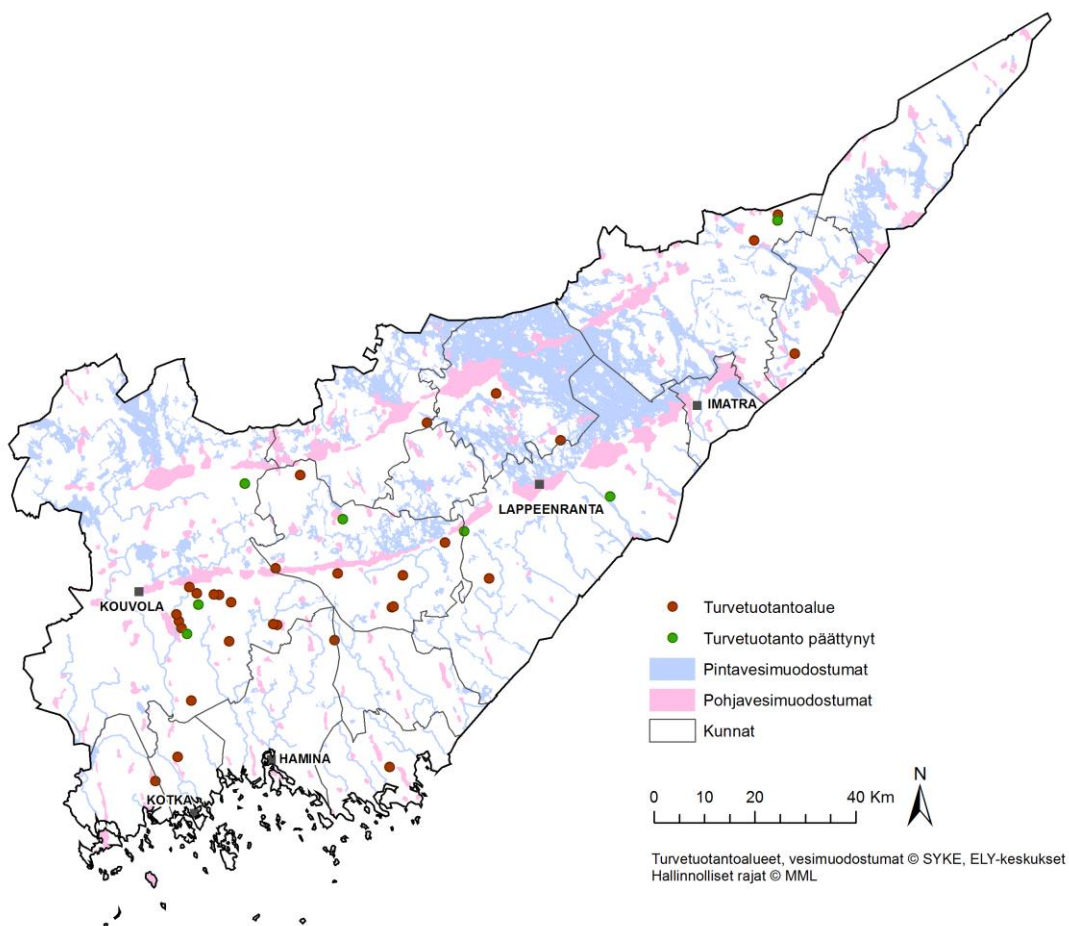 IMATRA
LAPPEENRANTA
KOUVOLA
HAMINA
KOTKA
Turvetuotantoalue
Turvetuotanto päättynyt
Pintavesimuodostumat
Pohjavesimuodostumat
Kunnat
N
0 10 20 40 Km
Turvetuotantoalueet, vesimuodostumat © SYKE, ELY-keskukset
Hallinnolliset rajat © MML